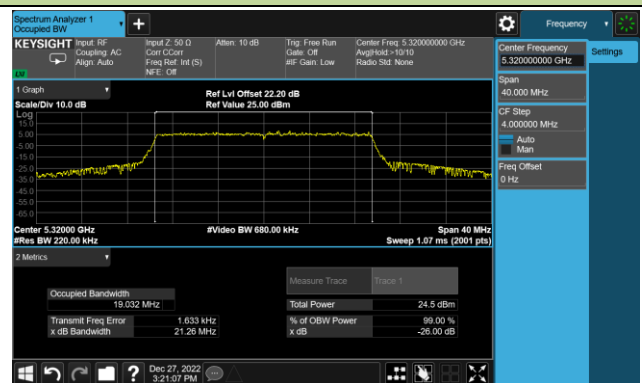 Spectrum Analyzer 1
Occupied BW
Frequency
KEYSIGHT
Input: RF
Coupling: AC
Align: Auto
Input Z: 50 Ω
Corr CCorr
Freq Ref: Int (S)
NFE: Off
Atten: 10 dB
Trig: Free Run
Gate: Off
#IF Gain: Low
Center Freq: 5.320000000 GHz
Avg|Hold:>10/10
Radio Std: None
Center Frequency
5.320000000 GHz
Settings
Span
40.000 MHz
CF Step
4.000000 MHz
Auto
Man
Freq Offset
0 Hz
1 Graph
Scale/Div 10.0 dB
Ref Lvl Offset 22.20 dB
Ref Value 25.00 dBm
Log
15.0
5.00
-5.00
-15.0
-25.0
-35.0
-45.0
-55.0
-65.0
Center 5.32000 GHz
#Res BW 220.00 kHz
#Video BW 680.00 kHz
Span 40 MHz
Sweep 1.07 ms (2001 pts)
2 Metrics
Measure Trace
Trace 1
Occupied Bandwidth
19.032 MHz
Total Power
24.5 dBm
Transmit Freq Error
1.633 kHz
% of OBW Power
99.00 %
x dB Bandwidth
21.26 MHz
x dB
-26.00 dB
Dec 27, 2022
3:21:07 PM